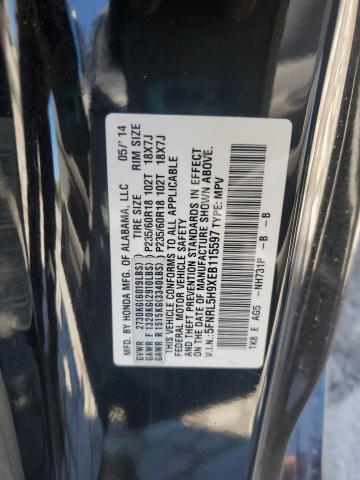 MFD. BY HONDA MFG. OF ALABAMA, LLC 05/'14
TIRE SIZE RIM SIZE
GVWR 2730KG(6019LBS)
GAWR F 1320KG(2910LBS) P235/60R18 102T 18X7J
GAWR R 1515KG(3340LBS) P235/60R18 102T 18X7J
THIS VEHICLE CONFORMS TO ALL APPLICABLE
FEDERAL MOTOR VEHICLE SAFETY
AND THEFT PREVENTION STANDARDS IN EFFECT
ON THE DATE OF MANUFACTURE SHOWN ABOVE.
V.I.N.:5FNRL5H9XEB115597 TYPE: MPV
TK8 E AG5 -NH731P -B -B